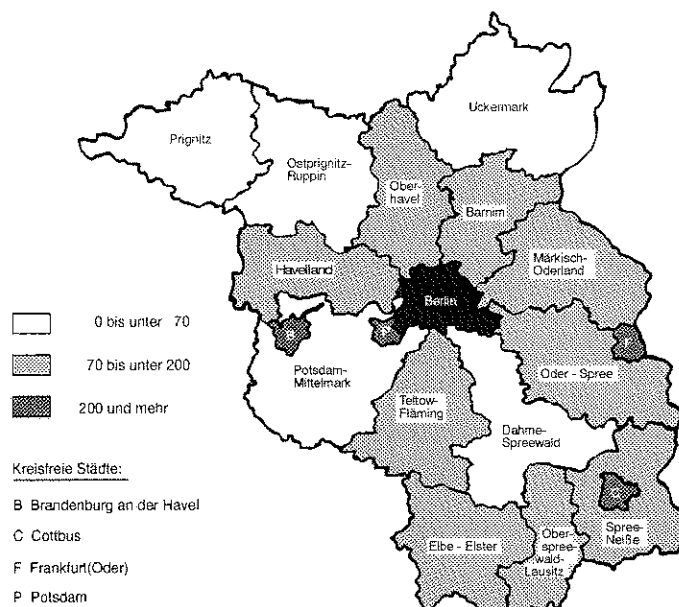 Uckermark
Prignitz
Ostprignitz-
Ruppin
Ober-
havel
Barnim
Märkisch-
Oderland
Havelland
Berlin
0 bis unter 70
70 bis unter 200
200 und mehr
Potsdam-
Mittelmark
Oder - Spree
Teltow-
Fläming
Dahme-
Spreewald
Elbe - Elster
Ober-
spree-
wald-
Lausitz
Spree-
Neiße
Kreisfreie Städte:
B Brandenburg an der Havel
C Cottbus
F Frankfurt(Oder)
P Potsdam